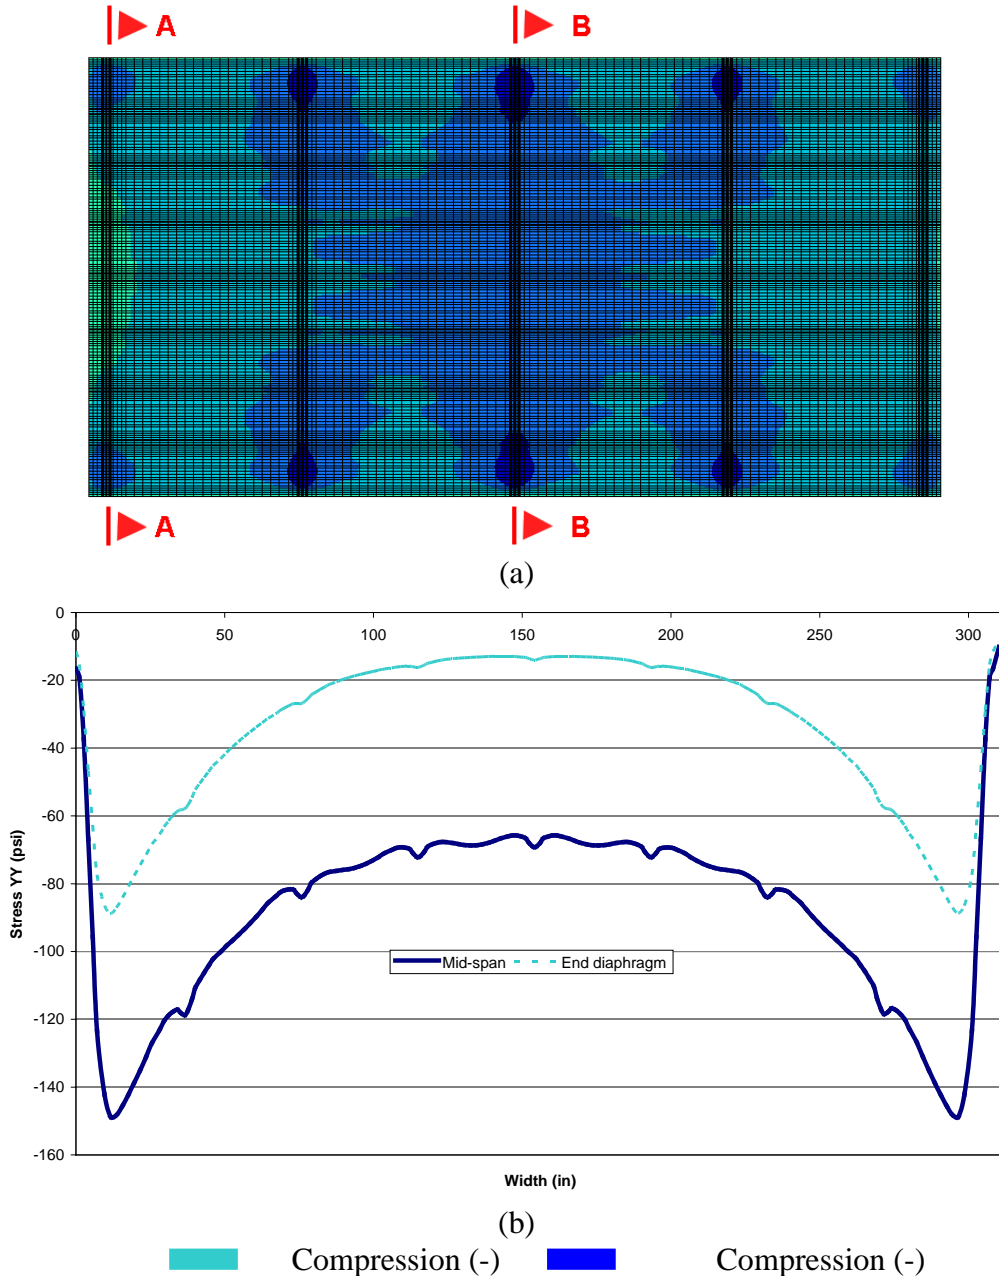 A B
A B
(a)
0
0 50 100 150 200 250 300
-20
-40
-60
-80
-100
-120
-140
-160
Stress YY (psi)
Mid-span End diaphragm
Width (in)
(b)
Compression (-) Compression (-)